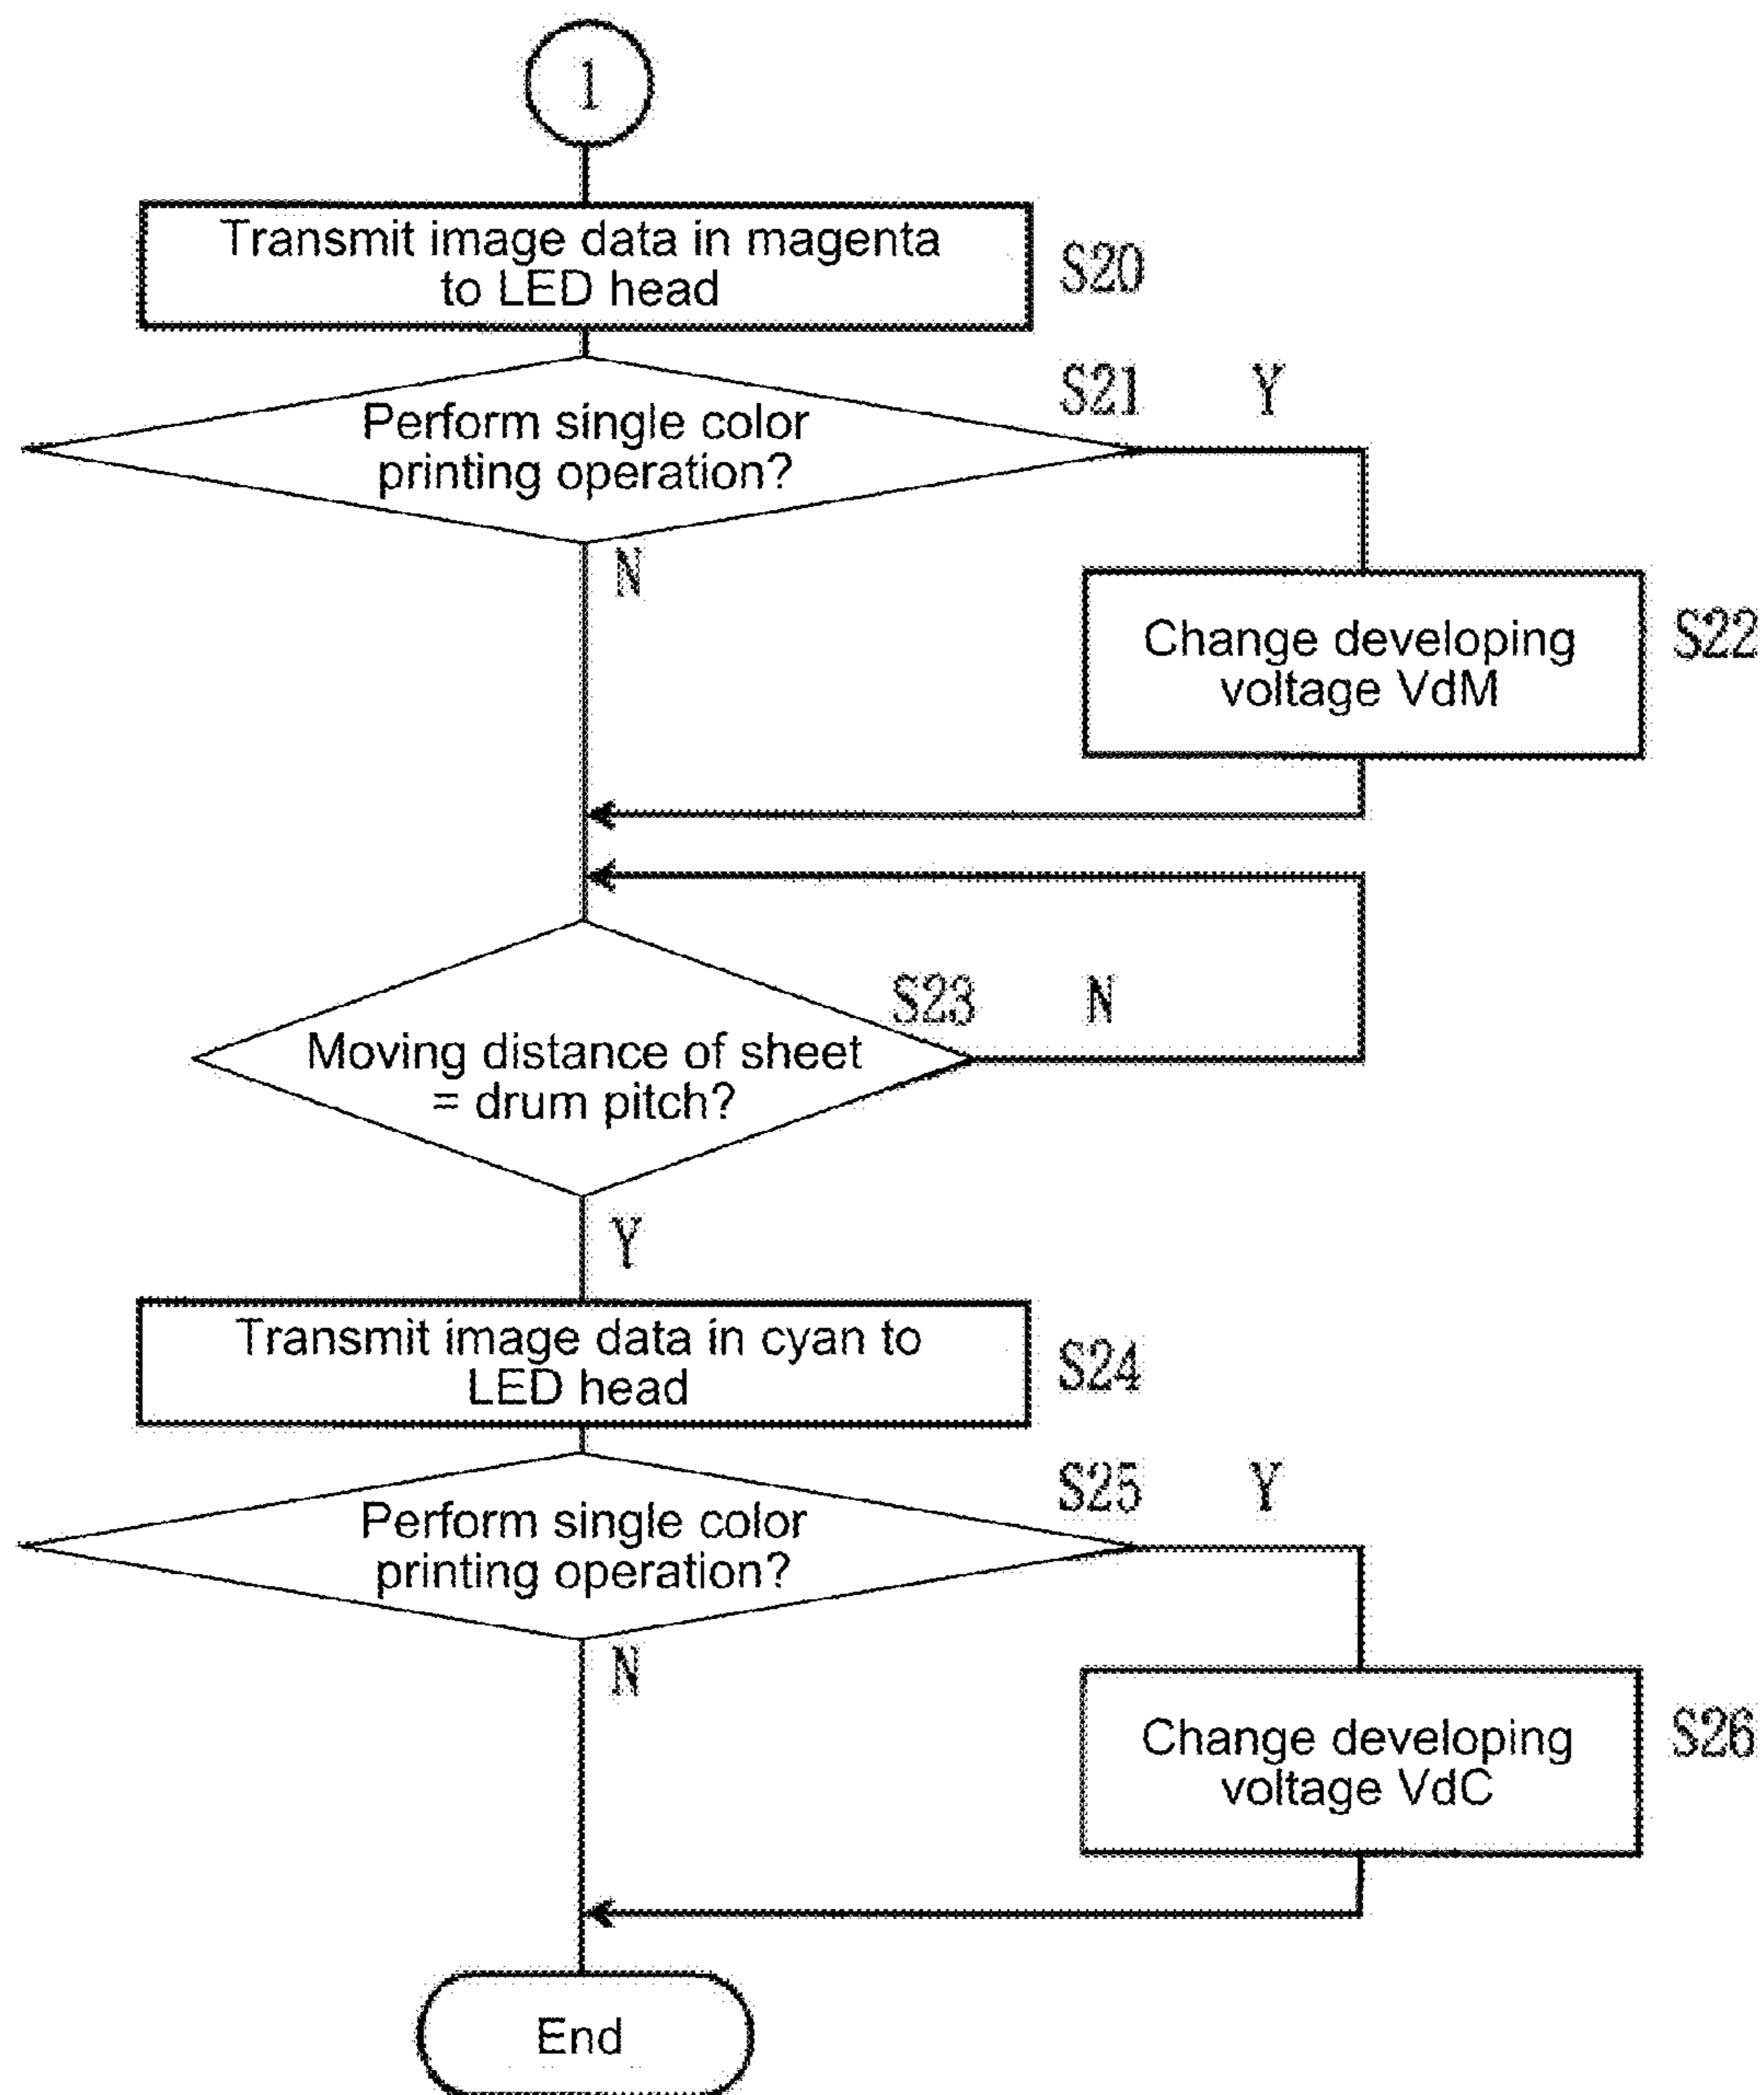 1
Transmit image data in magenta
to LED head
S20
S21 Y
Perform single color
printing operation?
N
Change developing
voltage VdM
S22
S23 N
Moving distance of sheet
= drum pitch?
Y
Transmit image data in cyan to
LED head
S24
S25 Y
Perform single color
printing operation?
N
Change developing
voltage VdC
S26
End